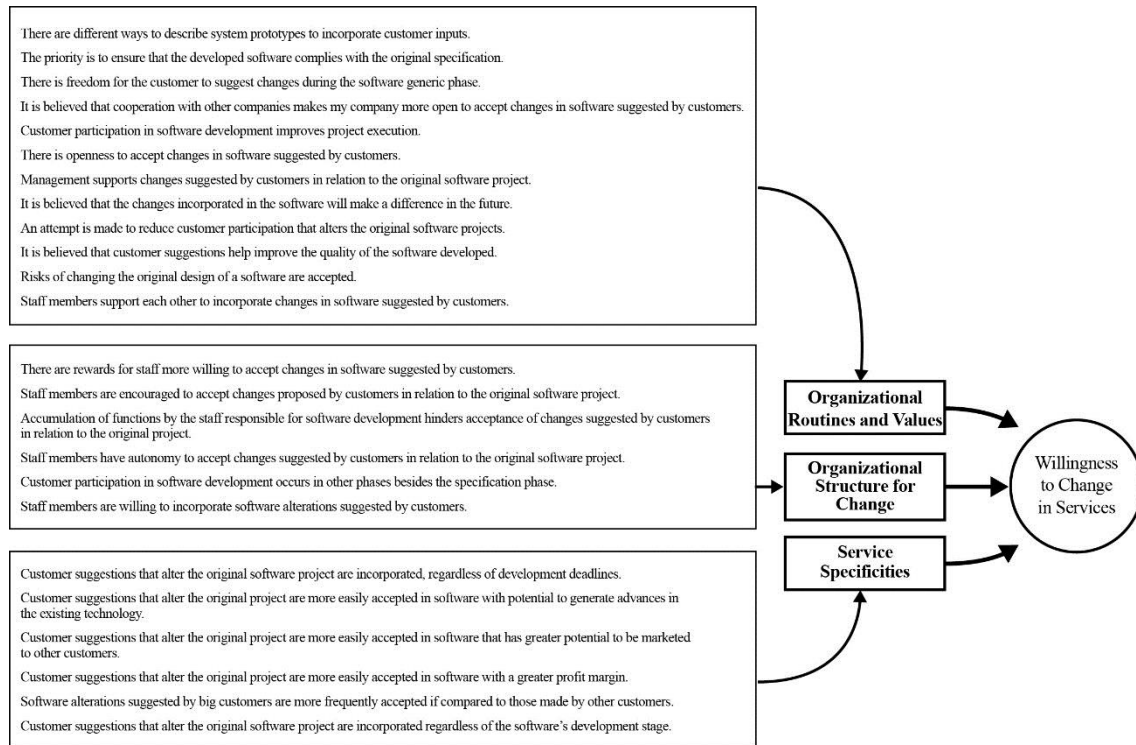 There are different ways to describe system prototypes to incorporate customer inputs.
The priority is to ensure that the developed software complies with the original specification.
There is freedom for the customer to suggest changes during the software generic phase.
It is believed that cooperation with other companies makes my company more open to accept changes in software suggested by customers.
Customer participation in software development improves project execution.
There is openness to accept changes in software suggested by customers.
Management supports changes suggested by customers in relation to the original software project.
It is believed that the changes incorporated in the software will make a difference in the future.
An attempt is made to reduce customer participation that alters the original software projects.
It is believed that customer suggestions help improve the quality of the software developed.
Risks of changing the original design of a software are accepted.
Staff members support each other to incorporate changes in software suggested by customers.
There are rewards for staff more willing to accept changes in software suggested by customers.
Staff members are encouraged to accept changes proposed by customers in relation to the original software project.
Accumulation of functions by the staff responsible for software development hinders acceptance of changes suggested by customers
in relation to the original project.
Staff members have autonomy to accept changes suggested by customers in relation to the original software project.
Customer participation in software development occurs in other phases besides the specification phase.
Staff members are willing to incorporate software alterations suggested by customers.
Customer suggestions that alter the original software project are incorporated, regardless of development deadlines.
Customer suggestions that alter the original project are more easily accepted in software with potential to generate advances in
the existing technology.
Customer suggestions that alter the original project are more easily accepted in software that has greater potential to be marketed
to other customers.
Customer suggestions that alter the original project are more easily accepted in software with a greater profit margin.
Software alterations suggested by big customers are more frequently accepted if compared to those made by other customers.
Customer suggestions that alter the original software project are incorporated regardless of the software's development stage.
Organizational
Routines and Values
Organizational
Structure for
Change
Service
Specificities
Willingness
to Change
in Services